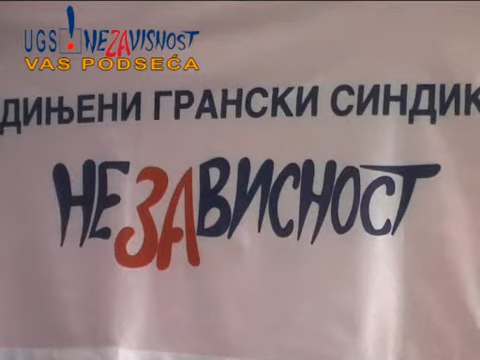 UGS NEZAVISNOST
VAS PODSEĆA
ДИЊЕНИ ГРАНСКИ СИНДИК
НЕЗАВИСНОСТ